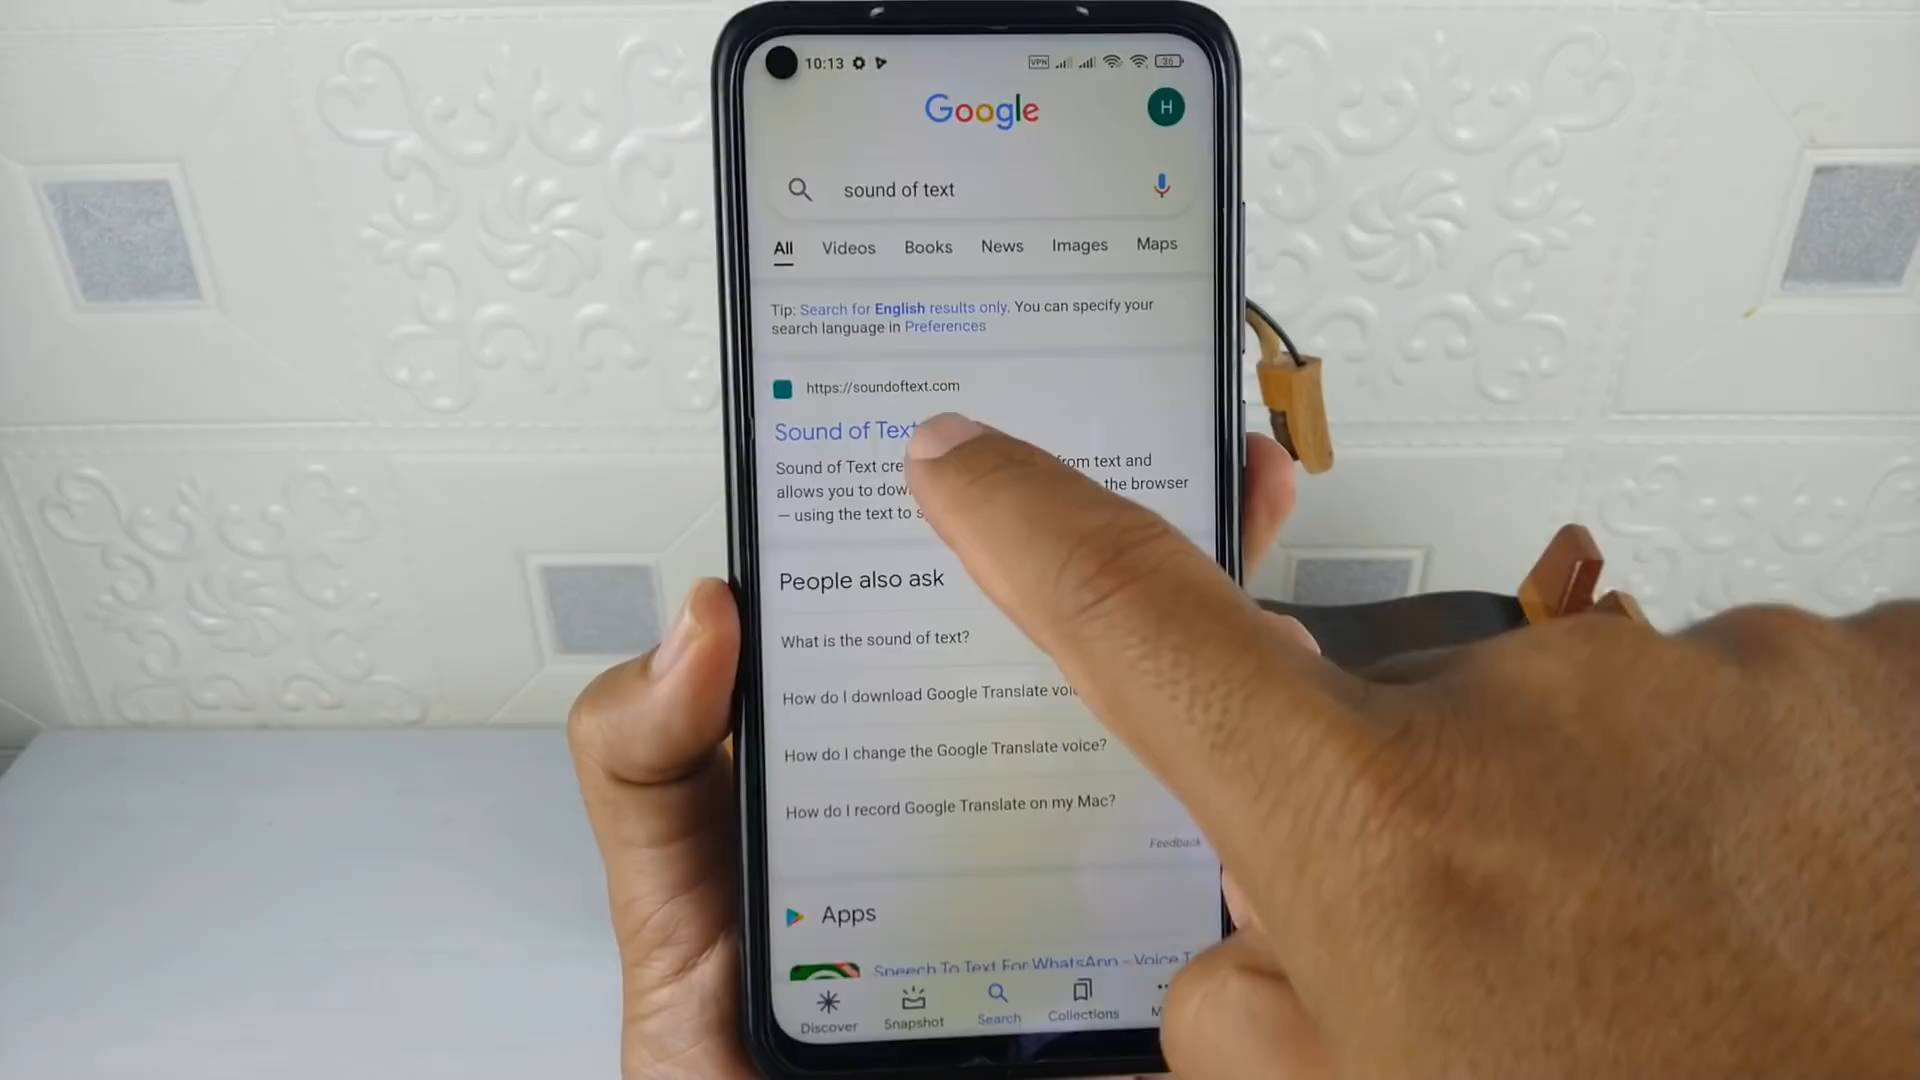 10:13 VPN 36
Google
H
sound of text
All Videos Books News Images Maps
Tip: Search for English results only. You can specify your
search language in Preferences
https://soundoftext.com
Sound of Text
Sound of Text from text and
allows you to the browser
— using the text to
People also ask
What is the sound of text?
How do I download Google Translate
How do I change the Google Translate voice?
How do I record Google Translate on my Mac?
Feedback
Apps
Speech To Text For WhatsApp - Voice T
Discover Snapshot Search Collections